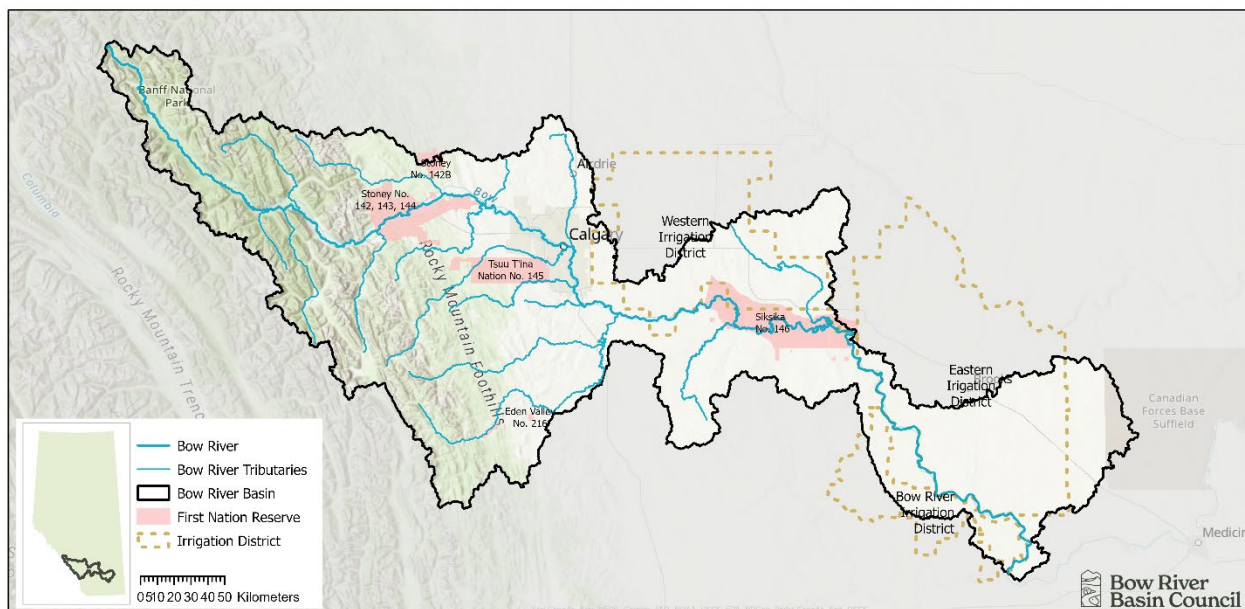 Banff National
Park
Columbia
Rocky Mountain Trenc
Stoney
No. 142B
Stoney No.
142, 143, 144
Bow
Airdrie
Calgary
Western
Irrigation
District
Tsuu T'ina
Nation No. 145
Rocky Mountain Foothills
Siksika
No. 146
Eden Valley
No. 216
Eastern
Irrigation
District
Brooks
Canadian
Forces Base
Suffield
Bow River
Irrigation
District
Medicin
Bow River
Bow River Tributaries
Bow River Basin
First Nation Reserve
Irrigation District
0 5 10 20 30 40 50 Kilometers
Bow River
Basin Council